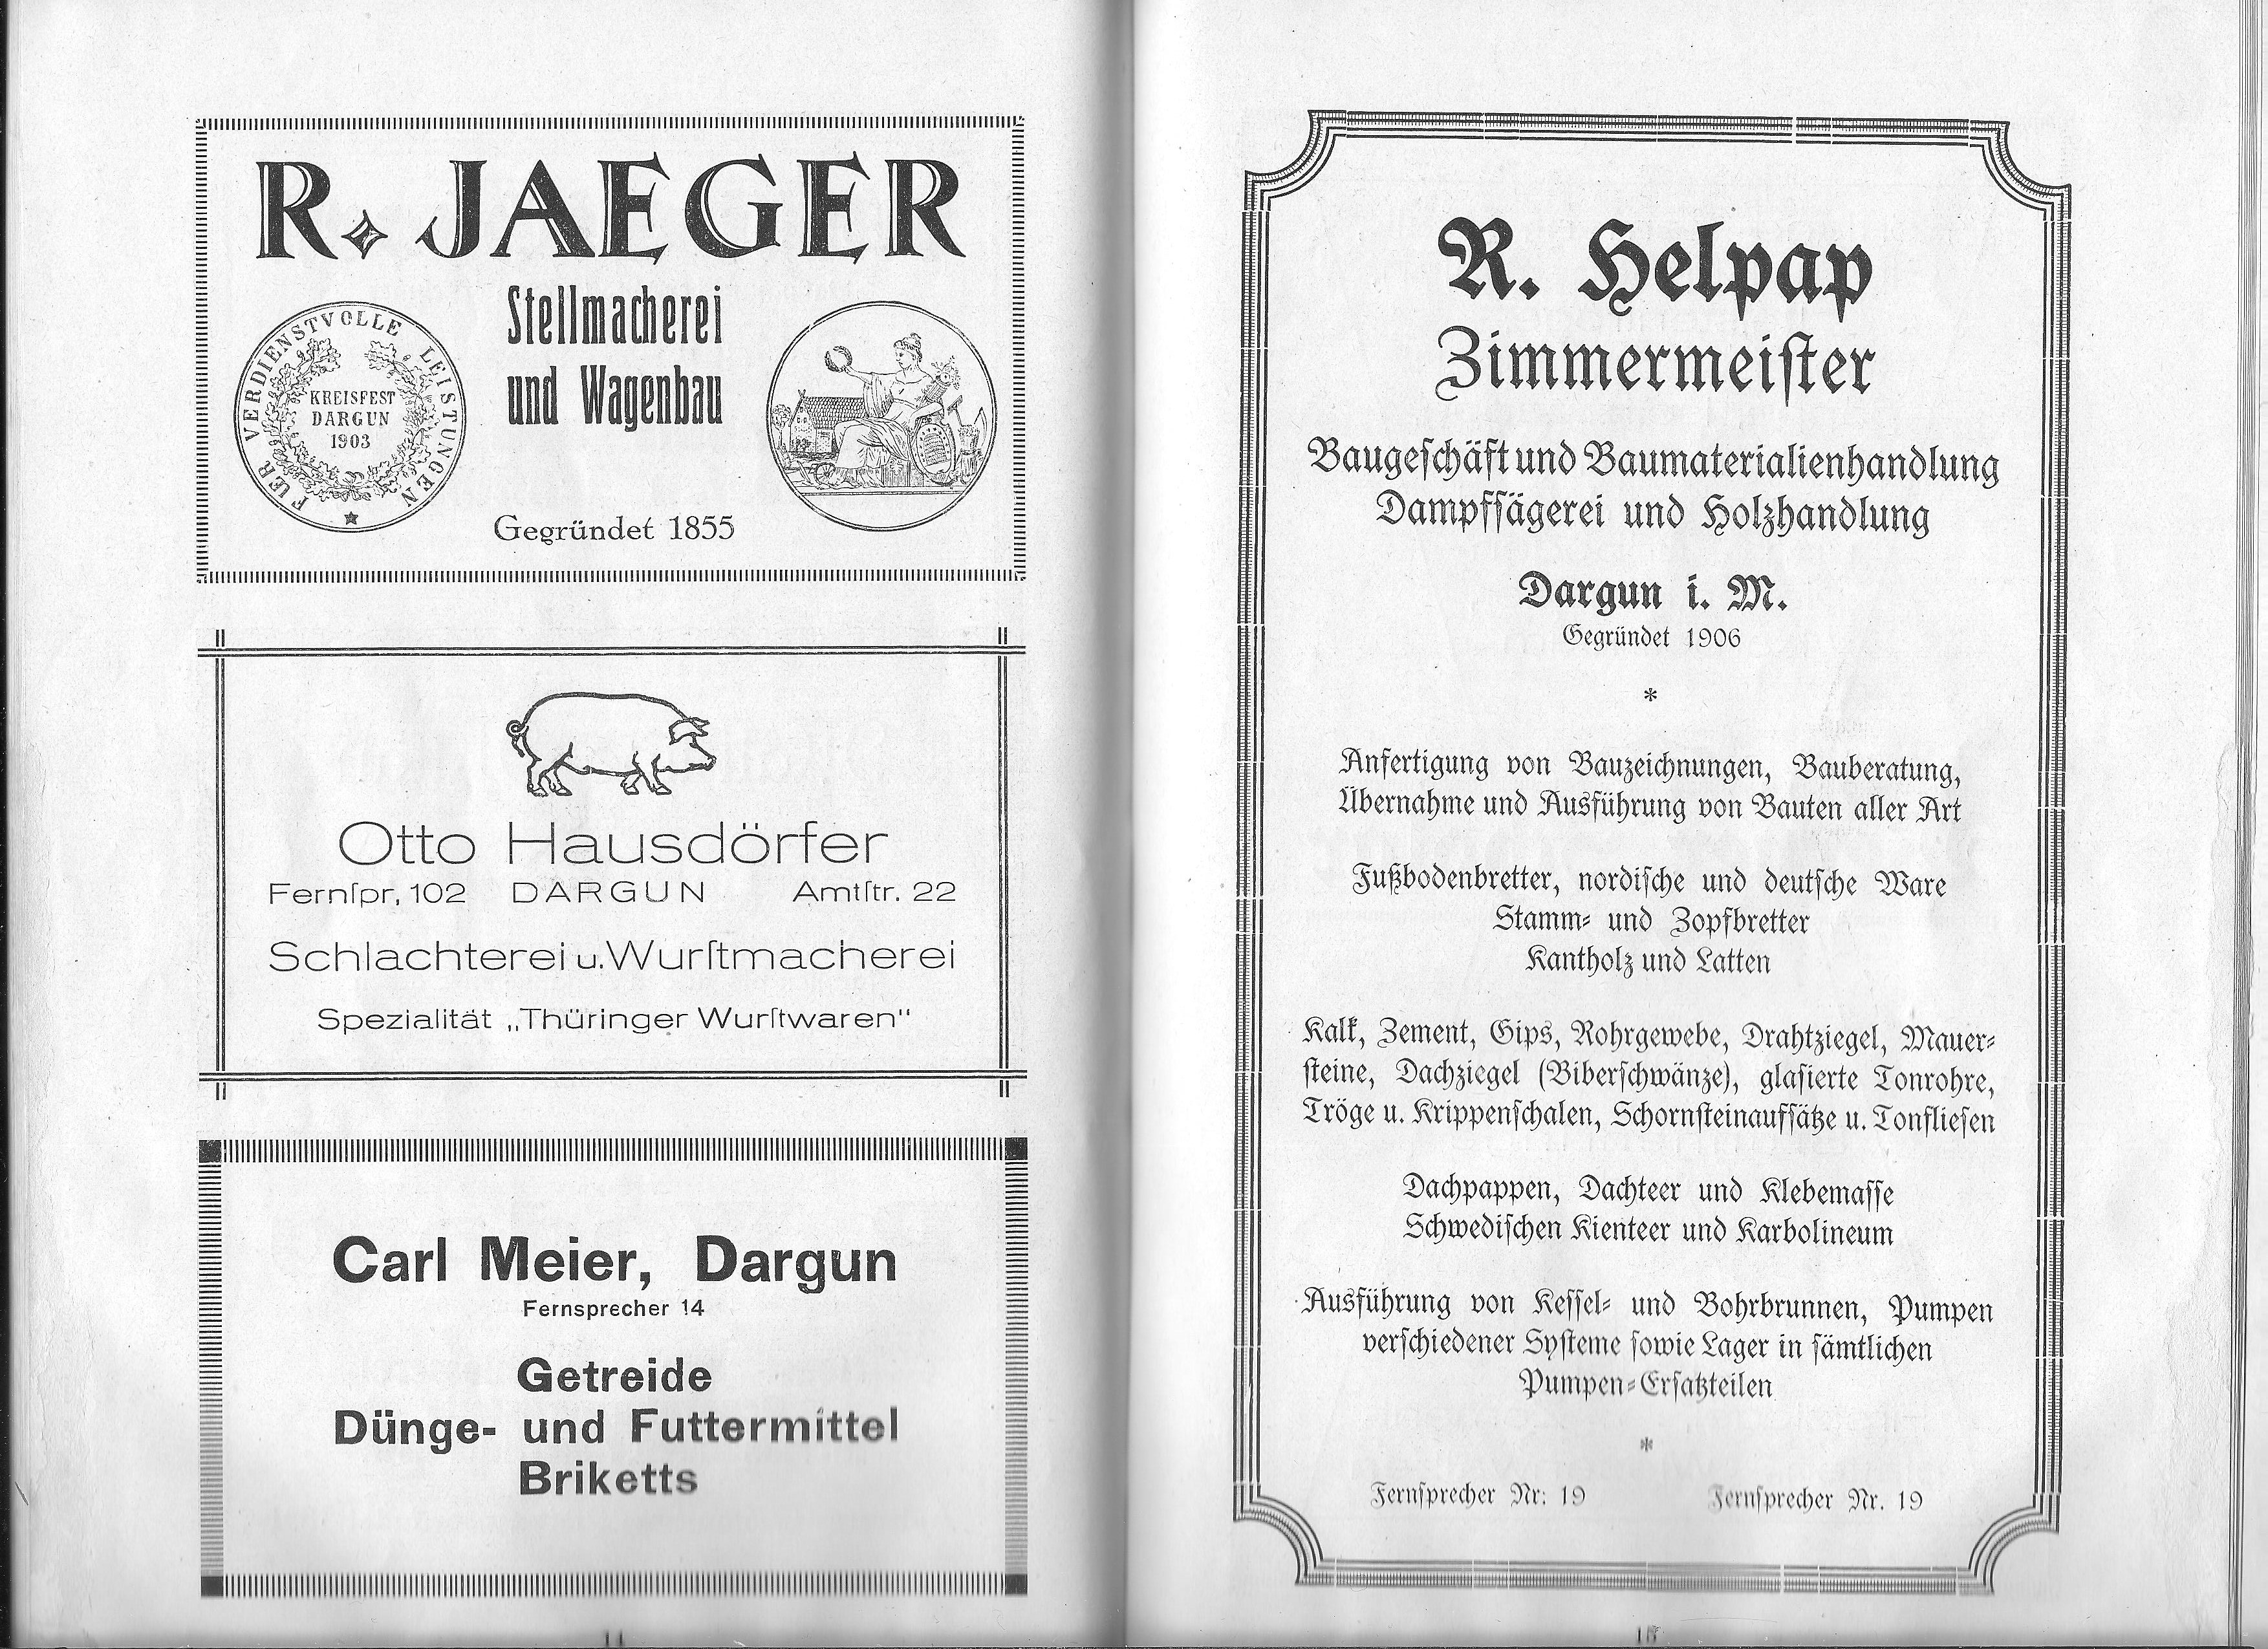 R. JAEGER
Stellmacherei
und Wagenbau
FUER VERDIENSTVOLLE LEISTUNGEN
KREISFEST
DARGUN
1903
Gegründet 1855
Otto Hausdörfer
Fernſpr. 102 DARGUN Amtſtr. 22
Schlachterei u. Wurſtmacherei
Spezialität „Thüringer Wurſtwaren"
Carl Meier, Dargun
Fernsprecher 14
Getreide
Dünge- und Futtermittel
Briketts
R. Helpap
Zimmermeiſter
Baugeſchäft und Baumaterialienhandlung
Dampfſägerei und Holzhandlung
Dargun i. M.
Gegründet 1906
*
Anfertigung von Bauzeichnungen, Bauberatung,
Übernahme und Ausführung von Bauten aller Art
Fußbodenbretter, nordiſche und deutſche Ware
Stamm- und Zopfbretter
Kantholz und Latten
Kalk, Zement, Gips, Rohrgewebe, Drahtziegel, Mauer-
ſteine, Dachziegel (Biberſchwänze), glaſierte Tonrohre,
Tröge u. Krippenſchalen, Schornſteinaufſätze u. Tonflieſen
Dachpappen, Dachteer und Klebemaſſe
Schwediſchen Kienteer und Karbolineum
Ausführung von Keſſel- und Bohrbrunnen, Pumpen
verſchiedener Syſteme ſowie Lager in ſämtlichen
Pumpen-Erſatzteilen
*
Fernſprecher Nr. 19 Fernſprecher Nr. 19